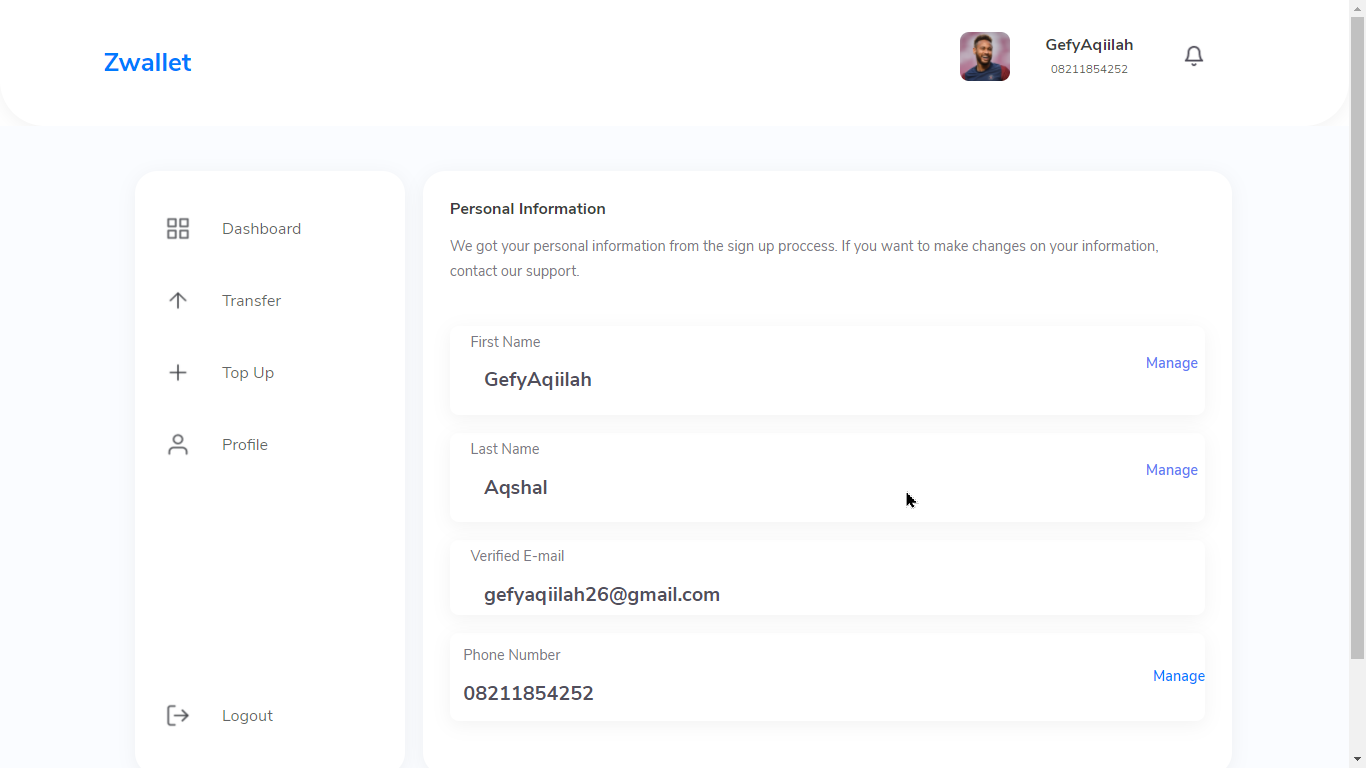 Zwallet
GefyAqiilah
08211854252
Dashboard
Transfer
Top Up
Profile
Logout
Personal Information
We got your personal information from the sign up proccess. If you want to make changes on your information,
contact our support.
First Name
GefyAqiilah
Manage
Last Name
Aqshal
Manage
Verified E-mail
gefyaqiilah26@gmail.com
Phone Number
08211854252
Manage